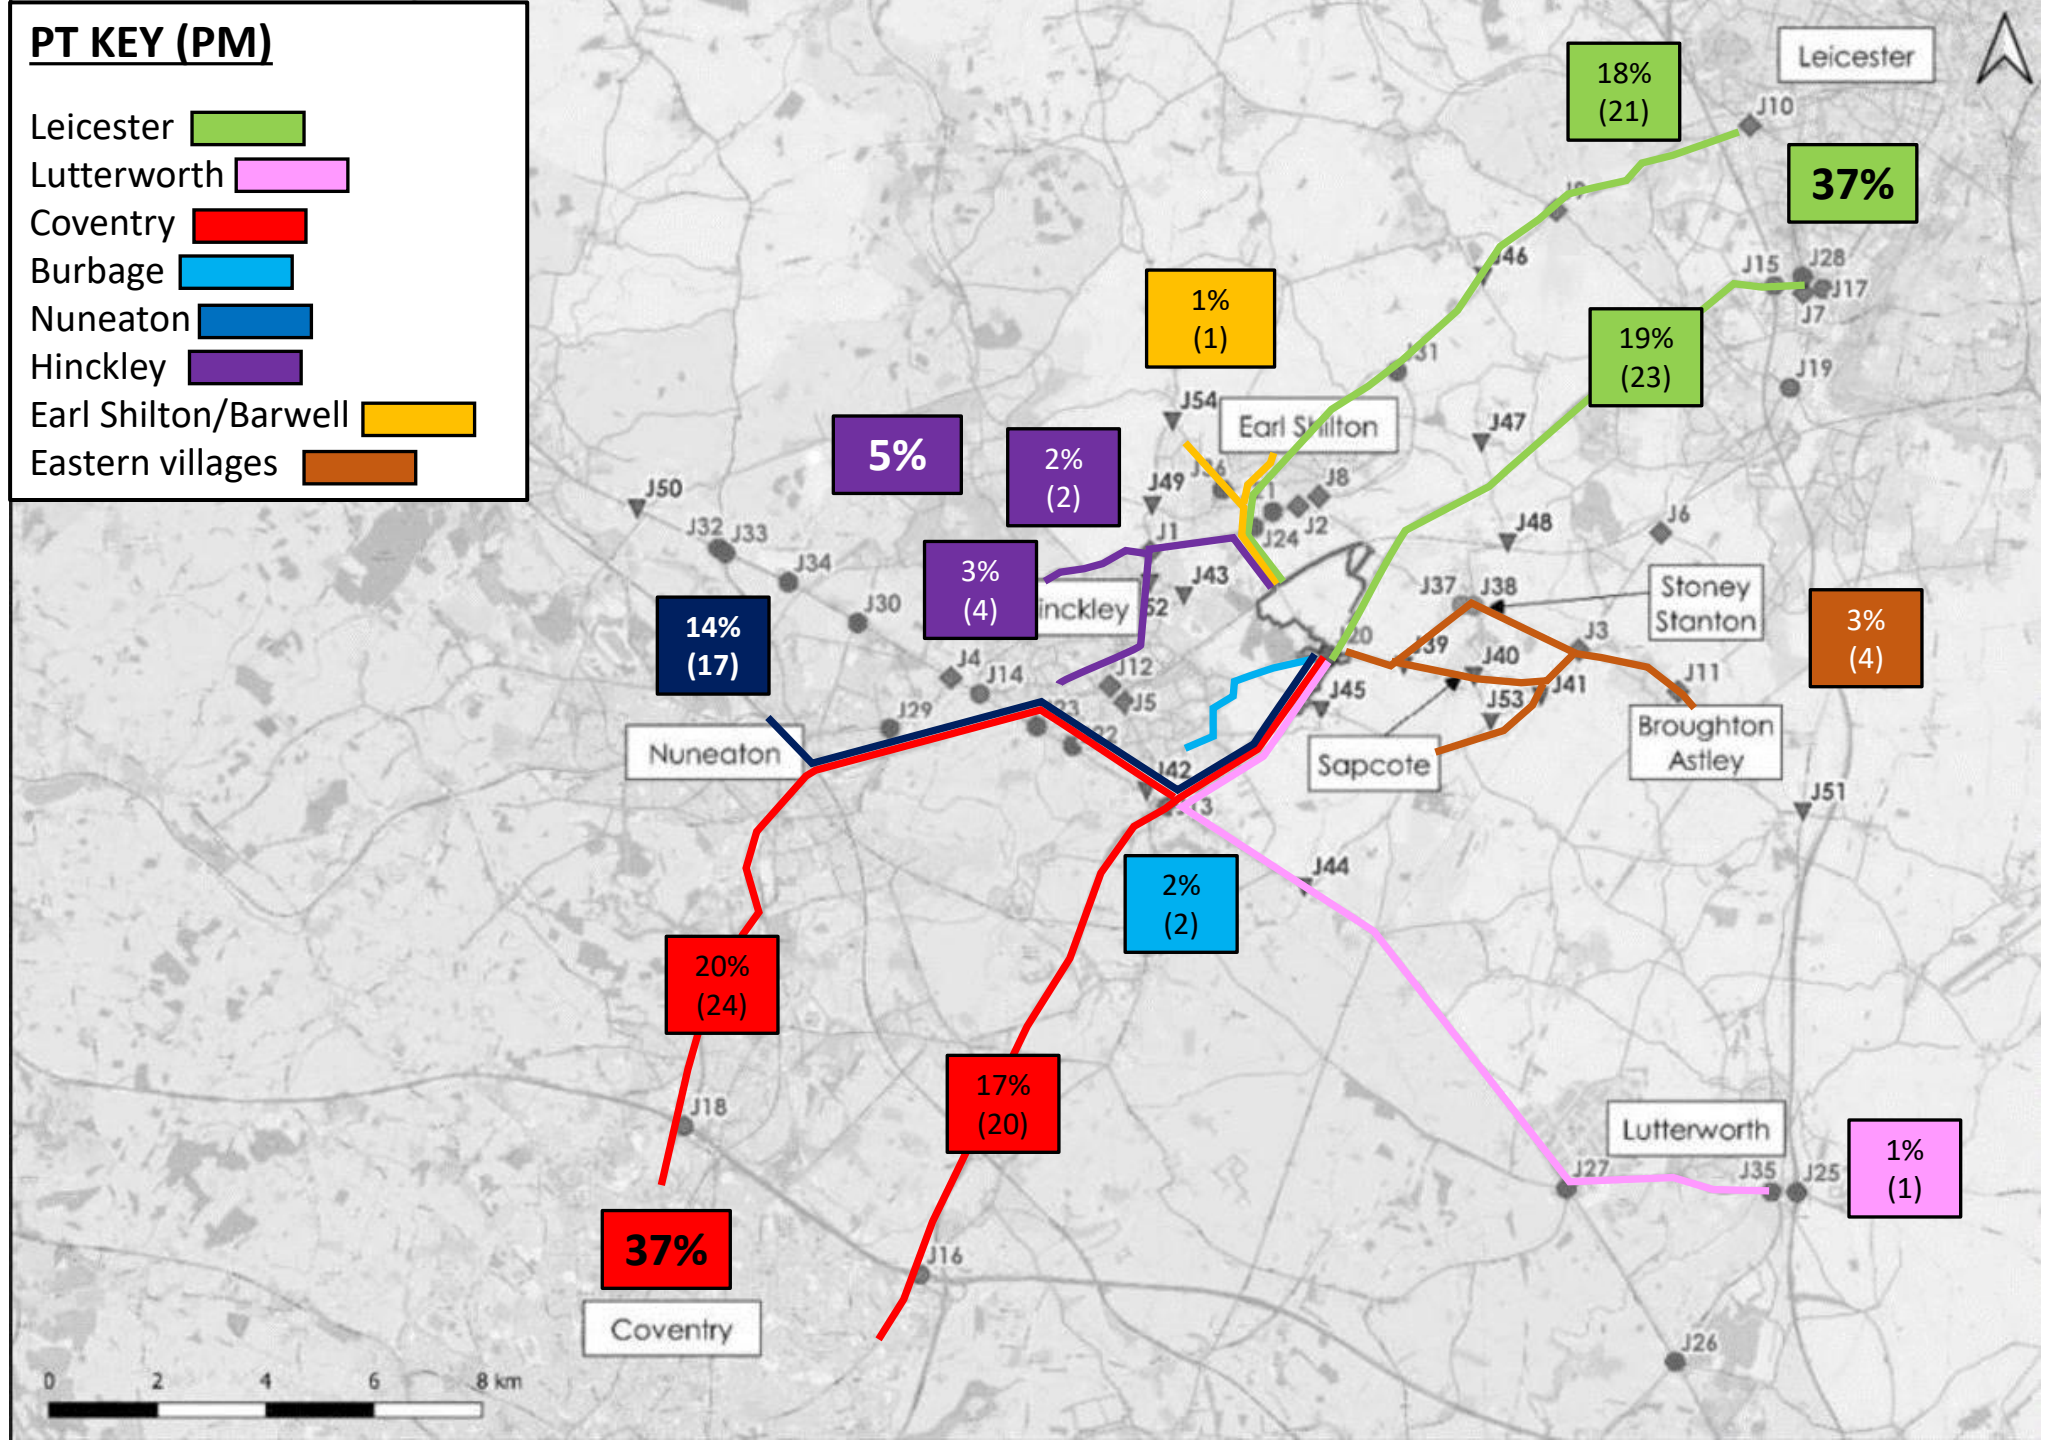 PT KEY (PM)
Leicester
Lutterworth
Coventry
Burbage
Nuneaton
Hinckley
Earl Shilton/Barwell
Eastern villages
Leicester
18%
(21)
J10
37%
J46
J15
J28
J17
J7
19%
(23)
J19
1%
(1)
J31
J54
Earl Shilton
J47
5%
2%
(2)
J49
J8
J2
J50
J32
J33
J1
J24
J48
J6
J34
3%
(4)
J43
J37
J38
Stoney
Stanton
inckley
J30
14%
(17)
J20
J39
J3
3%
(4)
J4
J14
J12
J5
J40
J41
J11
J45
J53
J29
Nuneaton
Sapcote
Broughton
Astley
J42
J51
2%
(2)
J44
20%
(24)
17%
(20)
J18
Lutterworth
1%
(1)
J27
J35
J25
37%
J16
Coventry
J26
0 2 4 6 8 km